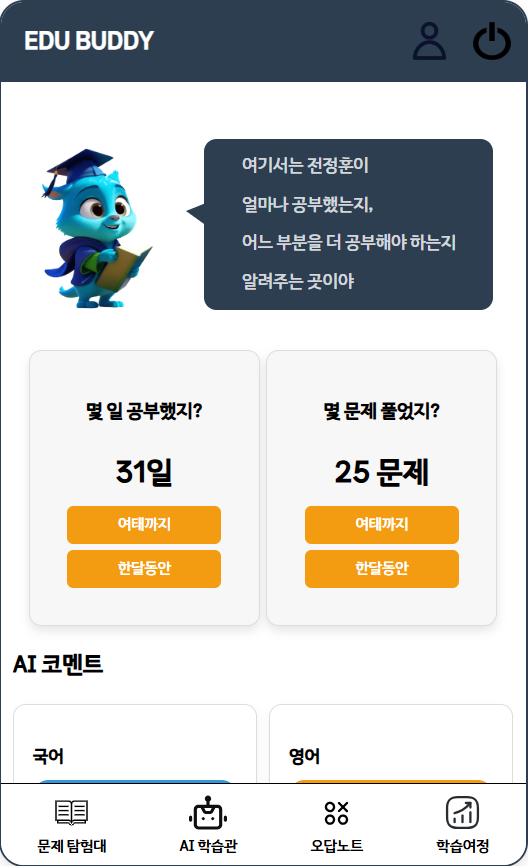 EDU BUDDY
여기서는 전정훈이
얼마나 공부했는지,
어느 부분을 더 공부해야 하는지
알려주는 곳이야
몇 일 공부했지?
31일
여태까지
한달동안
몇 문제 풀었지?
25 문제
여태까지
한달동안
AI 코멘트
국어
영어
문제 탐험대
AI 학습관
오답노트
학습여정